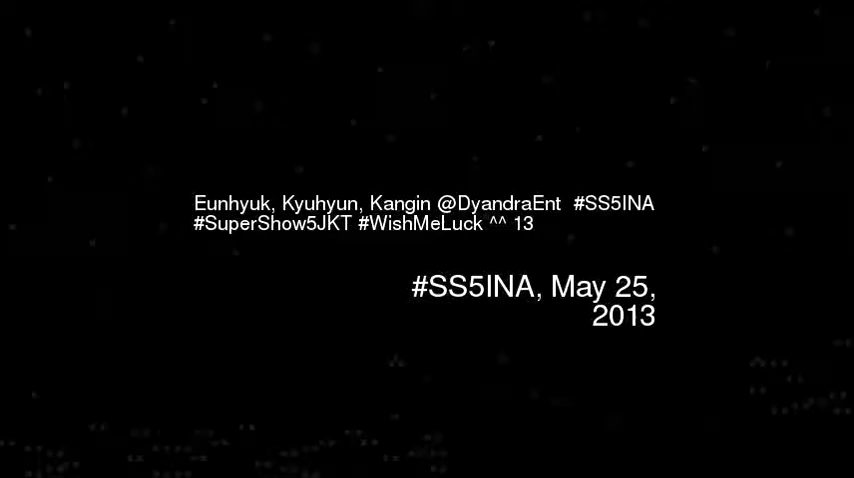 Eunhyuk, Kyuhyun, Kangin @DyandraEnt  #SS5INA
#SuperShow5JKT #WishMeLuck ^^ 13
#SS5INA, May 25,
2013